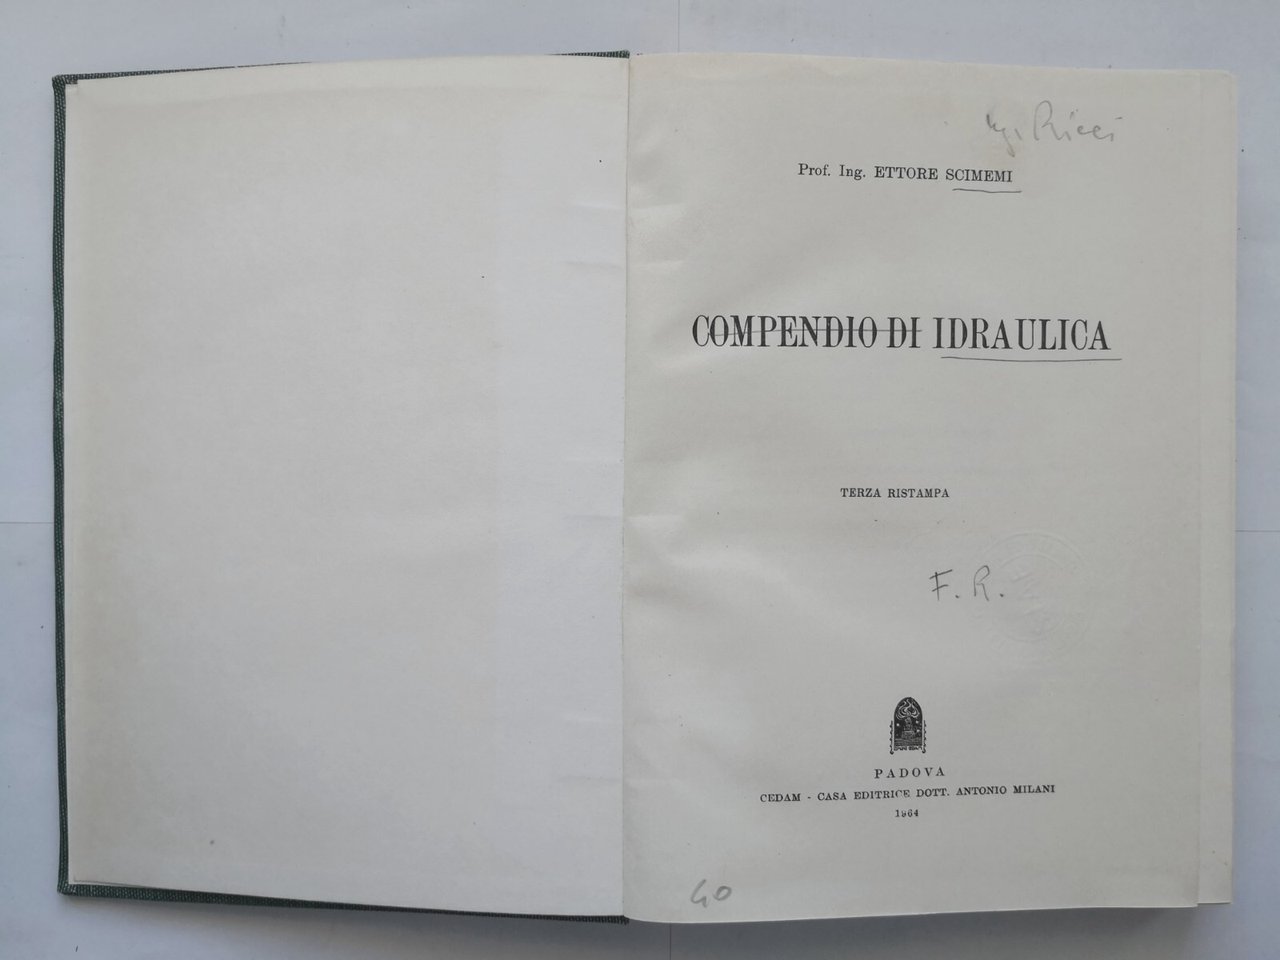 Ricci
Prof. Ing. ETTORE SCIMEMI
COMPENDIO DI IDRAULICA
TERZA RISTAMPA
F. R.
PADOVA
CEDAM - CASA EDITRICE DOTT. ANTONIO MILANI
1964
40